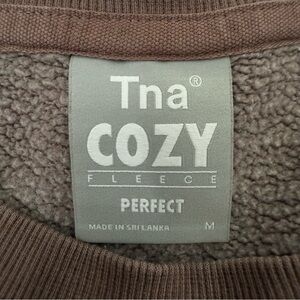 Tna®
COZY
FLEECE
PERFECT
MADE IN SRI LANKA M